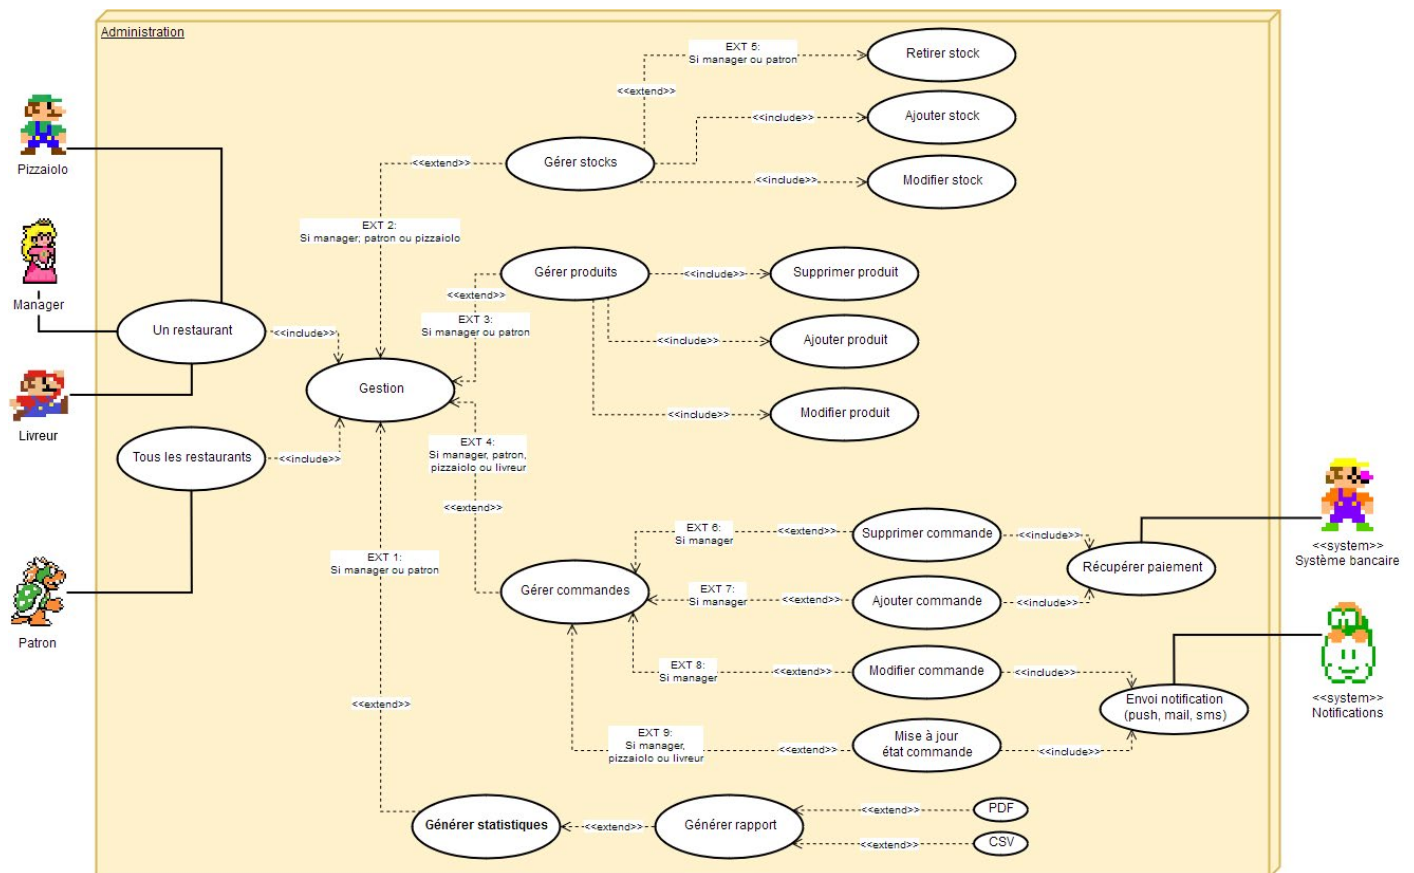 Administration
EXT 5:
Si manager ou patron
Retirer stock
<<extend>>
<<include>>
Ajouter stock
Pizzaiolo
<<extend>>
Gérer stocks
<<include>>
Modifier stock
EXT 2:
Si manager; patron ou pizzaiolo
Manager
Gérer produits
<<include>>
Supprimer produit
<<extend>>
EXT 3:
Si manager ou patron
Un restaurant
<<include>>
<<include>>
Ajouter produit
Gestion
Livreur
<<include>>
Modifier produit
EXT 4:
Si manager, patron,
pizzaiolo ou livreur
Tous les restaurants
<<include>>
<<extend>>
EXT 6:
Si manager
<<extend>>
Supprimer commande
<<include>>
<<system>>
Système bancaire
EXT 1:
Si manager ou patron
Récupérer paiement
Gérer commandes
EXT 7:
Si manager
<<extend>>
Ajouter commande
<<include>>
Patron
EXT 8:
Si manager
<<extend>>
Modifier commande
<<include>>
<<extend>>
Envoi notification
(push, mail, sms)
<<system>>
Notifications
EXT 9:
Si manager,
pizzaiolo ou livreur
<<extend>>
Mise à jour
état commande
<<include>>
Générer statistiques
<<extend>>
Générer rapport
<<extend>>
PDF
<<extend>>
CSV